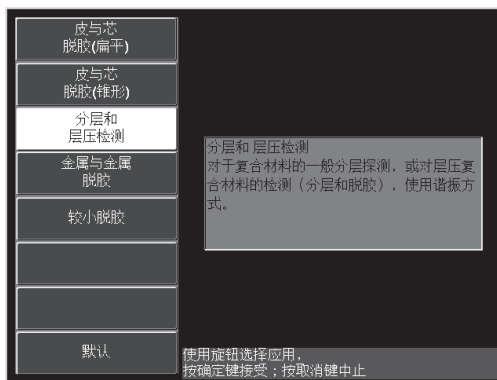 皮与芯
脱胶(扁平)
皮与芯
脱胶(锥形)
分层和
层压检测
金属与金属
脱胶
较小脱胶
默认
分层和 层压检测
对于复合材料的一般分层探测，或对层压复
合材料的检测（分层和脱胶），使用谐振方
式。
使用旋钮选择应用，
按确定键接受；按取消键中止